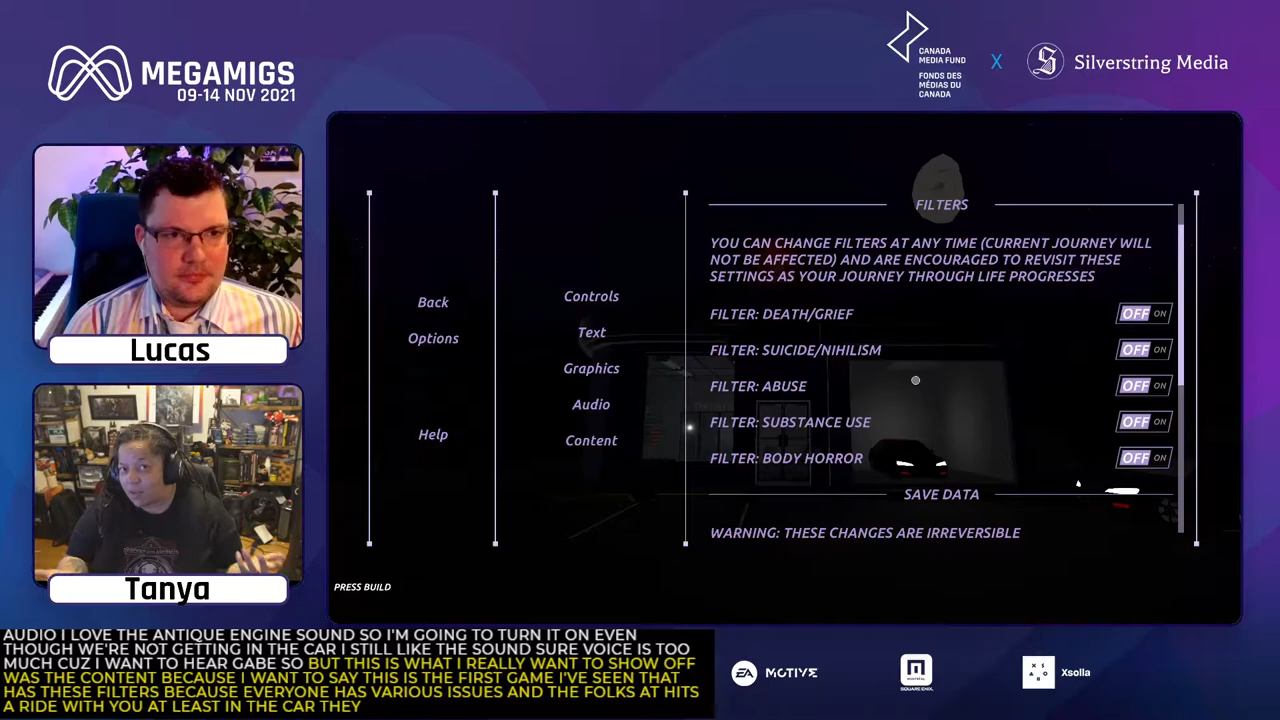 MEGAMIGS
09-14 NOV 2021
CANADA
MEDIA FUND
FONDS DES
MÉDIAS DU
CANADA
X
S
Silverstring Media
Lucas
Tanya
Back
Options
Help
Controls
Text
Graphics
Audio
Content
FILTERS
YOU CAN CHANGE FILTERS AT ANY TIME (CURRENT JOURNEY WILL
NOT BE AFFECTED) AND ARE ENCOURAGED TO REVISIT THESE
SETTINGS AS YOUR JOURNEY THROUGH LIFE PROGRESSES
FILTER: DEATH/GRIEF OFF ON
FILTER: SUICIDE/NIHILISM OFF ON
FILTER: ABUSE OFF ON
FILTER: SUBSTANCE USE OFF ON
FILTER: BODY HORROR OFF ON
SAVE DATA
WARNING: THESE CHANGES ARE IRREVERSIBLE
PRESS BUILD
AUDIO I LOVE THE ANTIQUE ENGINE SOUND SO I'M GOING TO TURN IT ON EVEN
THOUGH WE'RE NOT GETTING IN THE CAR I STILL LIKE THE SOUND SURE VOICE IS TOO
MUCH CUZ I WANT TO HEAR GABE SO BUT THIS IS WHAT I REALLY WANT TO SHOW OFF
WAS THE CONTENT BECAUSE I WANT TO SAY THIS IS THE FIRST GAME I'VE SEEN THAT
HAS THESE FILTERS BECAUSE EVERYONE HAS VARIOUS ISSUES AND THE FOLKS AT HITS
A RIDE WITH YOU AT LEAST IN THE CAR THEY
EA MOTIVE
MONTRÉAL
SQUARE ENIX
XSOLLA
Xsolla